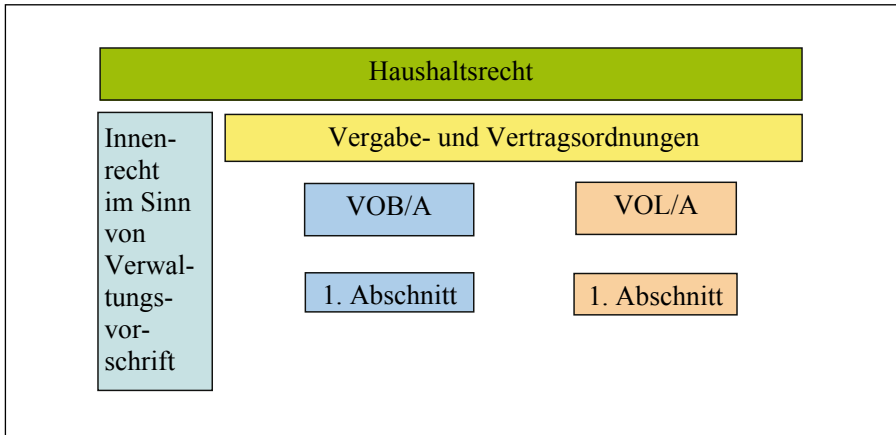 Haushaltsrecht
Innen-
recht
im Sinn
von
Verwal-
tungs-
vor-
schrift
Vergabe- und Vertragsordnungen
VOB/A
VOL/A
1. Abschnitt
1. Abschnitt